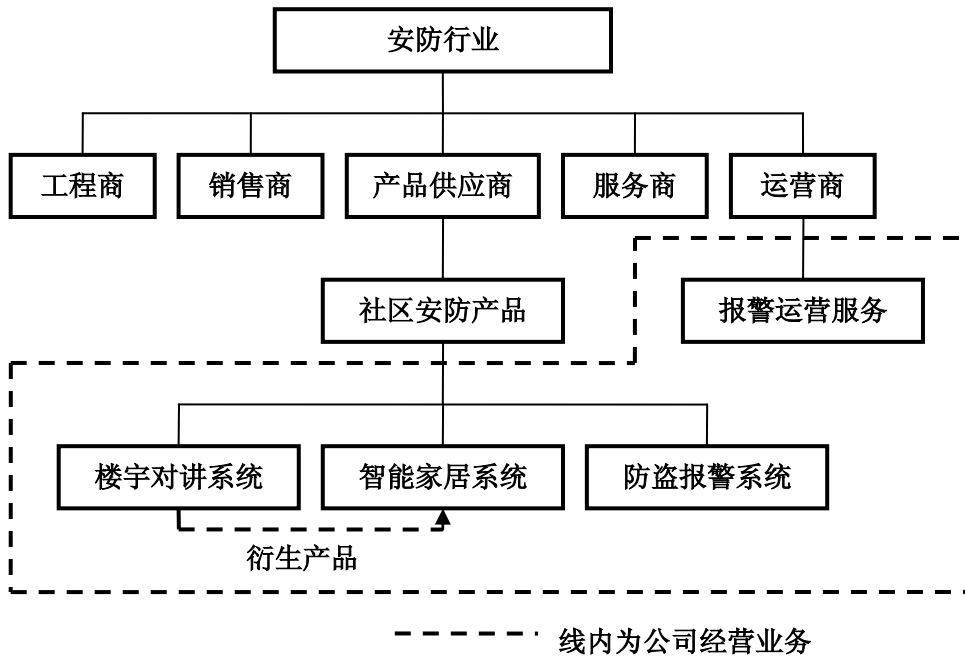 安防行业
工程商
销售商
产品供应商
服务商
运营商
社区安防产品
报警运营服务
楼宇对讲系统
智能家居系统
防盗报警系统
衍生产品
线内为公司经营业务